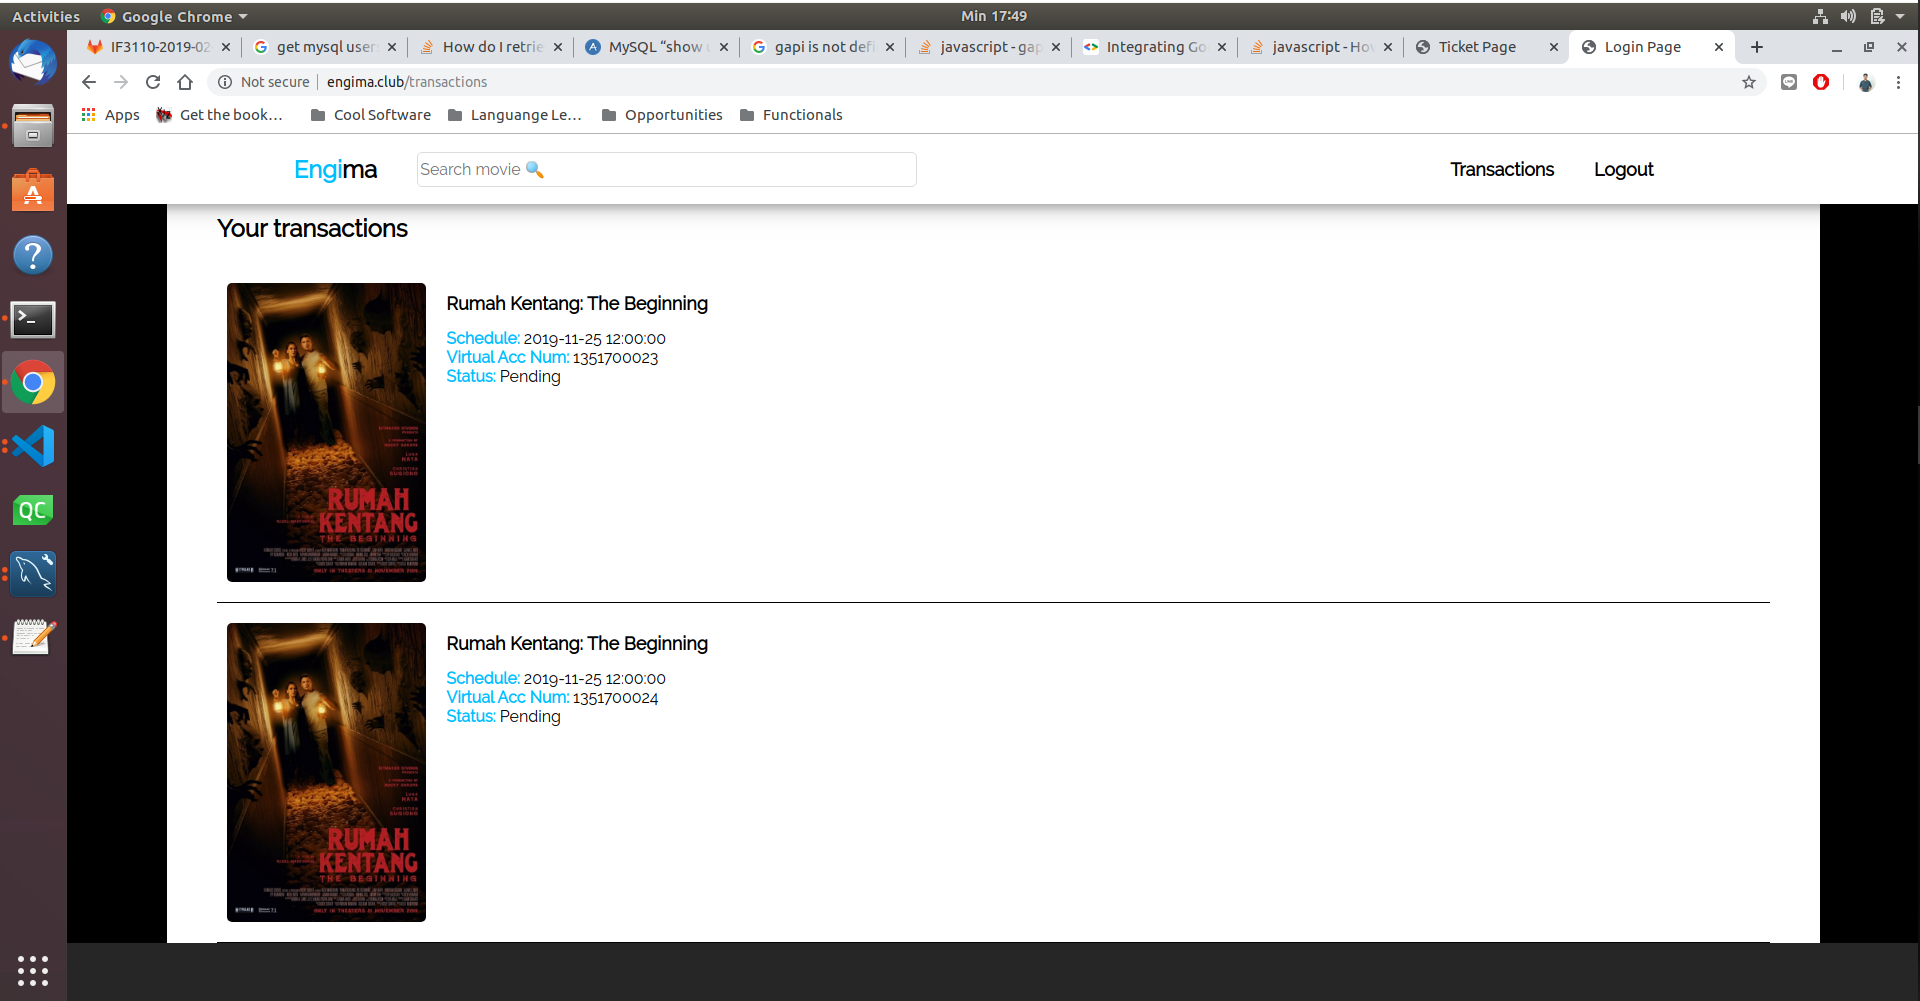 Activities
Google Chrome
Min 17:49
IF3110-2019-02
get mysql user
How do I retrie
MySQL “show u
gapi is not defi
javascript - gap
Integrating Go
javascript - Ho
Ticket Page
Login Page
Not secure
engima.club/transactions
Apps
Get the book...
Cool Software
Languange Le...
Opportunities
Functionals
Engima
Search movie 🔍
Transactions
Logout
Your transactions
RUMAH
KENTANG
THE BEGINNING
Rumah Kentang: The Beginning
Schedule: 2019-11-25 12:00:00
Virtual Acc Num: 1351700023
Status: Pending
RUMAH
KENTANG
THE BEGINNING
Rumah Kentang: The Beginning
Schedule: 2019-11-25 12:00:00
Virtual Acc Num: 1351700024
Status: Pending
QC